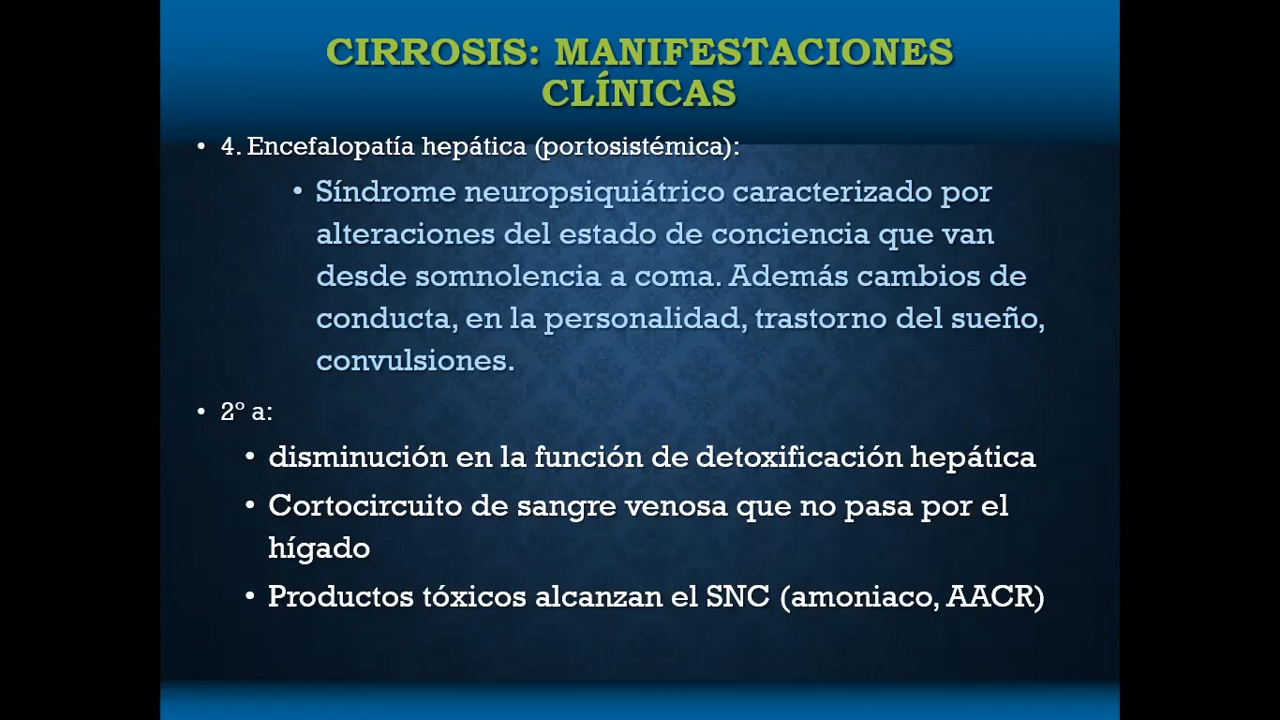 CIRROSIS: MANIFESTACIONES
CLÍNICAS
• 4. Encefalopatía hepática (portosistémica):
• Síndrome neuropsiquiátrico caracterizado por
alteraciones del estado de conciencia que van
desde somnolencia a coma. Además cambios de
conducta, en la personalidad, trastorno del sueño,
convulsiones.
• 2º a:
• disminución en la función de detoxificación hepática
• Cortocircuito de sangre venosa que no pasa por el
hígado
• Productos tóxicos alcanzan el SNC (amoniaco, AACR)